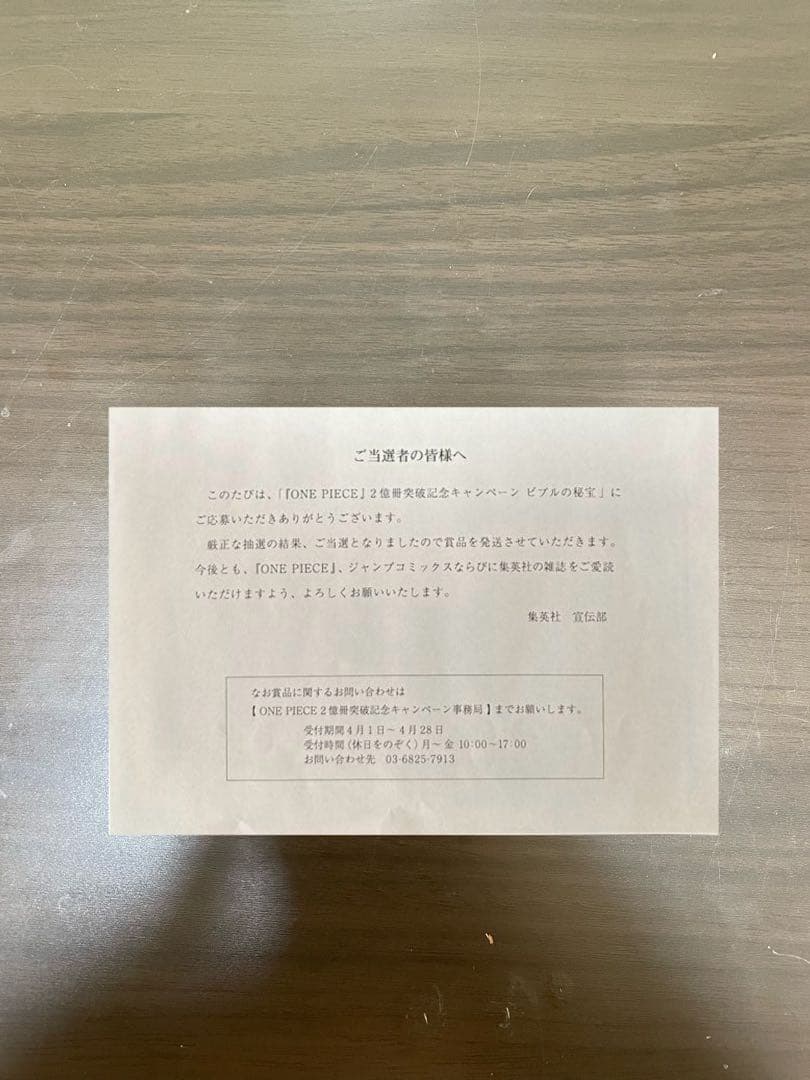 ご当選者の皆様へ
このたびは、「『ONE PIECE』2億冊突破記念キャンペーン ビブルの秘宝」に
ご応募いただきありがとうございます。
厳正な抽選の結果、ご当選となりましたので賞品を発送させていただきます。
今後とも、『ONE PIECE』、ジャンプコミックスならびに集英社の雑誌をご愛読
いただけますよう、よろしくお願いいたします。
集英社 宣伝部
なお賞品に関するお問い合わせは
【 ONE PIECE 2億冊突破記念キャンペーン事務局 】までお願いします。
受付期間 4月1日～4月28日
受付時間 (休日をのぞく) 月～金 10:00～17:00
お問い合わせ先 03-6825-7913